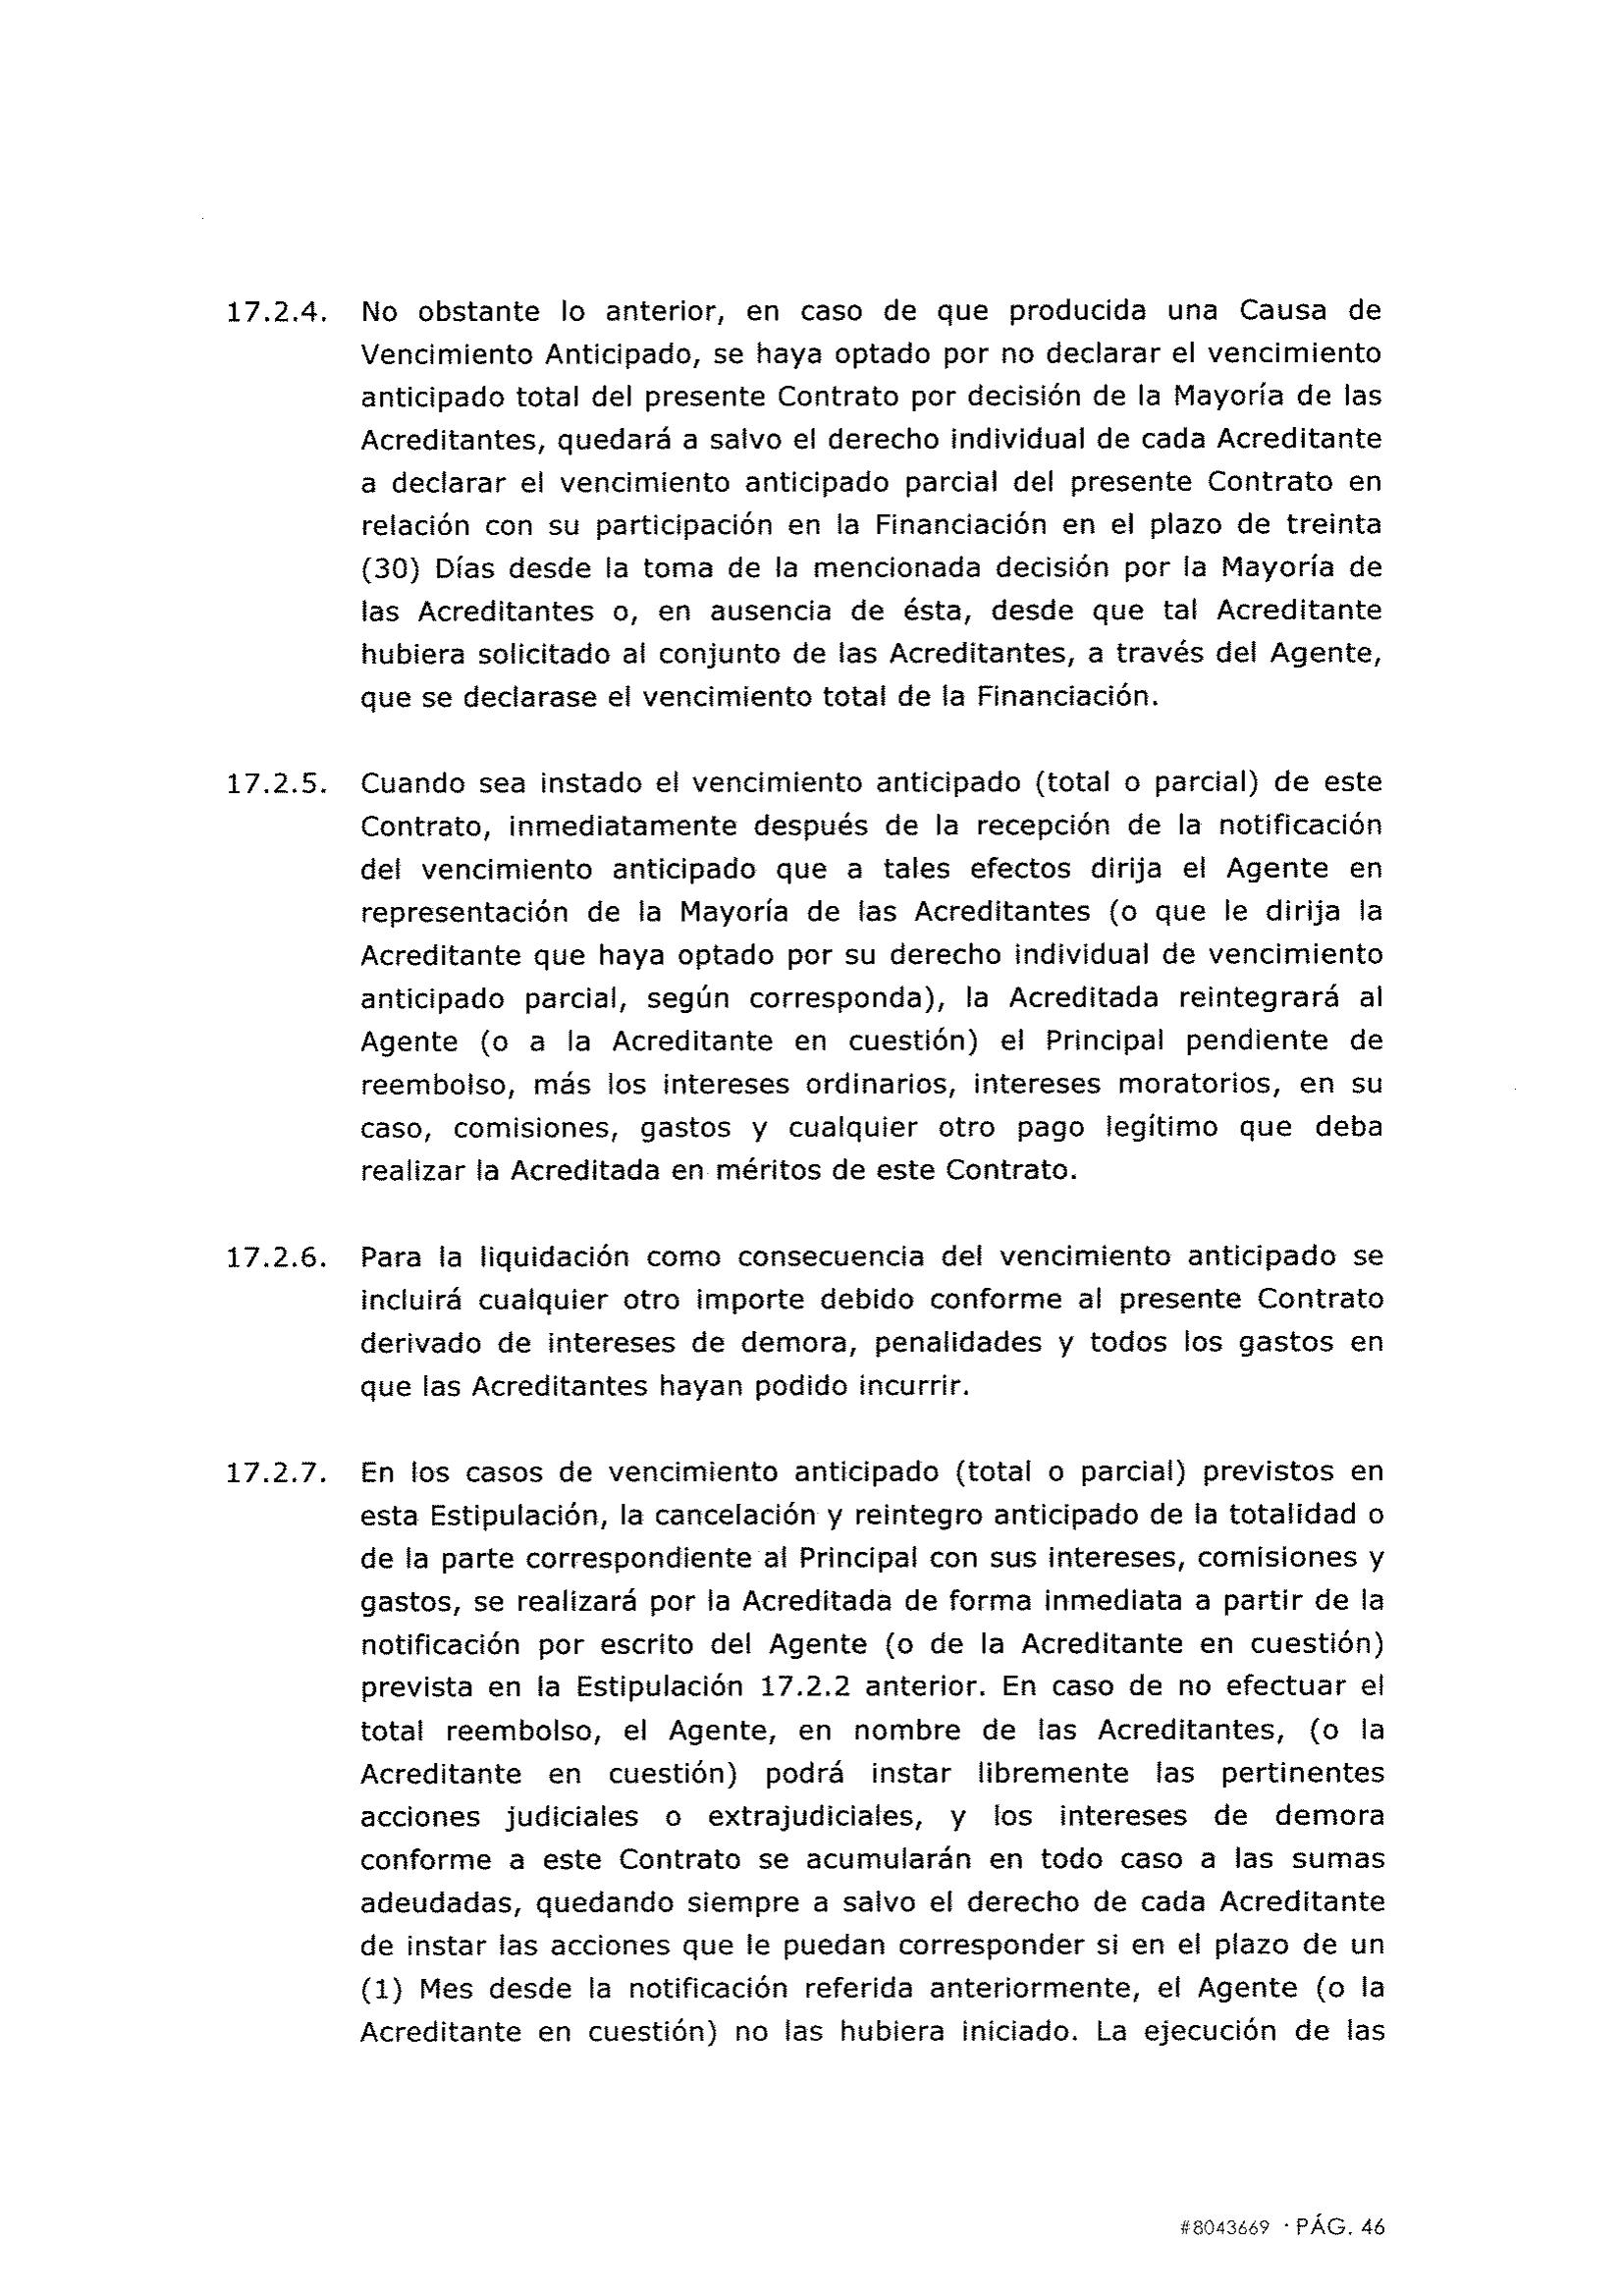 17.2.4. No obstante lo anterior, en caso de que producida una Causa de
Vencimiento Anticipado, se haya optado por no declarar el vencimiento
anticipado total del presente Contrato por decisión de la Mayoría de las
Acreditantes, quedará a salvo el derecho individual de cada Acreditante
a declarar el vencimiento anticipado parcial del presente Contrato en
relación con su participación en la Financiación en el plazo de treinta
(30) Días desde la toma de la mencionada decisión por la Mayoría de
las Acreditantes o, en ausencia de ésta, desde que tal Acreditante
hubiera solicitado al conjunto de las Acreditantes, a través del Agente,
que se declarase el vencimiento total de la Financiación.
17.2.5. Cuando sea instado el vencimiento anticipado (total o parcial) de este
Contrato, inmediatamente después de la recepción de la notificación
del vencimiento anticipado que a tales efectos dirija el Agente en
representación de la Mayoría de las Acreditantes (o que le dirija la
Acreditante que haya optado por su derecho individual de vencimiento
anticipado parcial, según corresponda), la Acreditada reintegrará al
Agente (o a la Acreditante en cuestión) el Principal pendiente de
reembolso, más los intereses ordinarios, intereses moratorios, en su
caso, comisiones, gastos y cualquier otro pago legítimo que deba
realizar la Acreditada en méritos de este Contrato.
17.2.6. Para la liquidación como consecuencia del vencimiento anticipado se
incluirá cualquier otro importe debido conforme al presente Contrato
derivado de intereses de demora, penalidades y todos los gastos en
que las Acreditantes hayan podido incurrir.
17.2.7. En los casos de vencimiento anticipado (total o parcial) previstos en
esta Estipulación, la cancelación y reintegro anticipado de la totalidad o
de la parte correspondiente al Principal con sus intereses, comisiones y
gastos, se realizará por la Acreditada de forma inmediata a partir de la
notificación por escrito del Agente (o de la Acreditante en cuestión)
prevista en la Estipulación 17.2.2 anterior. En caso de no efectuar el
total reembolso, el Agente, en nombre de las Acreditantes, (o la
Acreditante en cuestión) podrá instar libremente las pertinentes
acciones judiciales o extrajudiciales, y los intereses de demora
conforme a este Contrato se acumularán en todo caso a las sumas
adeudadas, quedando siempre a salvo el derecho de cada Acreditante
de instar las acciones que le puedan corresponder si en el plazo de un
(1) Mes desde la notificación referida anteriormente, el Agente (o la
Acreditante en cuestión) no las hubiera iniciado. La ejecución de las
#8043669 · PÁG. 46